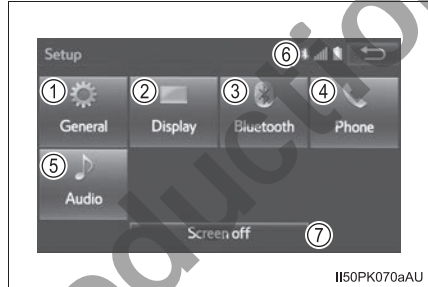 Setup ⑥
① ② ③ ④
General Display Bluetooth Phone
⑤
Audio
Screen off ⑦
II50PK070aAU